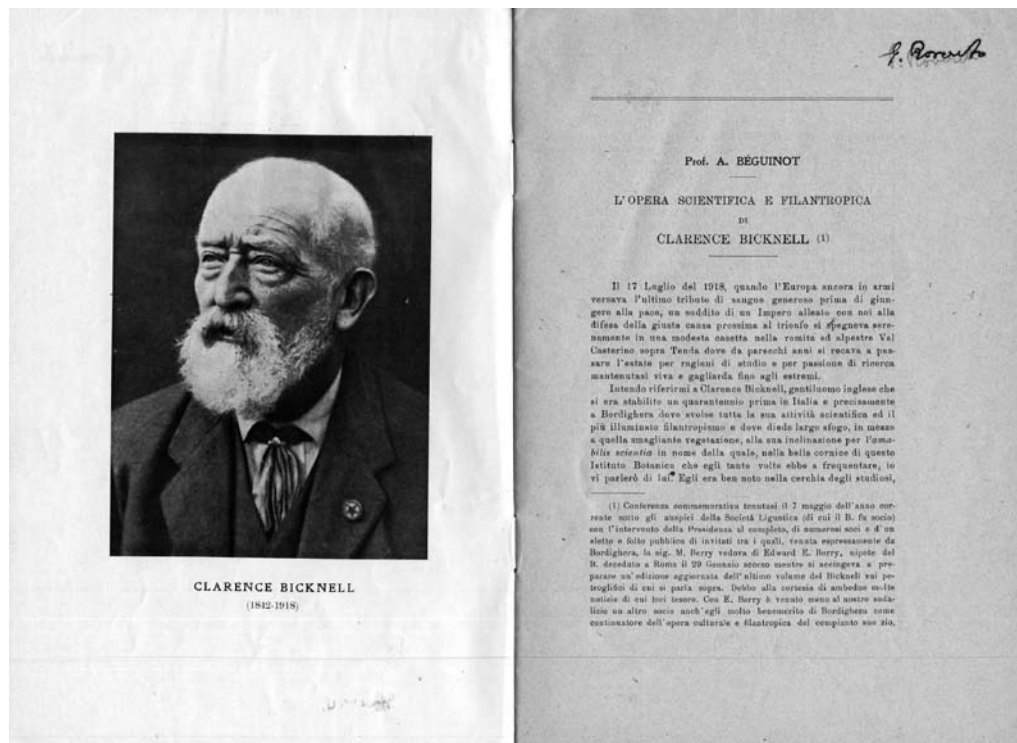 CLARENCE BICKNELL
(1842-1918)
Prof. A. BÉGUINOT
L'OPERA SCIENTIFICA E FILANTROPICA
DI
CLARENCE BICKNELL (1)
Il 17 Luglio del 1918, quando l'Europa ancora in armi
versava l'ultimo tributo di sangue generoso prima di giun-
gere alla pace, un suddito di un Impero alleato con noi alla
difesa della giusta causa prossima al trionfo si spegneva sere-
namente in una modesta casetta nella romita ed alpestre Val
Casterino sopra Tenda dove da parecchi anni si recava a pas-
sare l'estate per ragioni di studio e per passione di ricerca
mantenutasi viva e gagliarda fino agli estremi.
Intendo riferirmi a Clarence Bicknell, gentiluomo inglese che
si era stabilito un quarantennio prima in Italia e precisamente
a Bordighera dove svolse tutta la sua attività scientifica ed il
più illuminato filantropismo e dove diede largo sfogo, in mezzo
a quella smagliante vegetazione, alla sua inclinazione per l'ama-
bilis scientia in nome della quale, nella bella cornice di questo
Istituto Botanico che egli tante volte ebbe a frequentare, io
vi parlerò di lui. Egli era ben noto nella cerchia degli studiosi,
(1) Conferenza commemorativa tenutasi il 7 maggio dell'anno cor-
rente sotto gli auspici della Società Ligustica (di cui il B. fu socio)
con l'intervento della Presidenza al completo, di numerosi soci e d'un
eletto e folto pubblico di invitati tra i quali, venuta espressamente da
Bordighera, la sig. M. Berry vedova di Edward E. Berry, nipote del
B. deceduto a Roma il 29 Gennaio scorso mentre si accingeva a pre-
parare un'edizione aggiornata dell'ultimo volume del Bicknell sui pe-
troglifici di cui si parla sopra. Debbo alla cortesia di ambedue molte
notizie di cui feci tesoro. Con E. Berry è venuto meno al nostro soda-
lizio un altro socio anch'egli molto benemerito di Bordighera come
continuatore dell'opera culturale e filantropica del compianto suo zio.